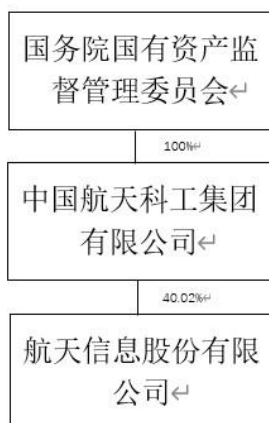 国务院国有资产监
督管理委员会↵
100%↵
中国航天科工集团
有限公司↵
40.02%↵
航天信息股份有限
公司↵